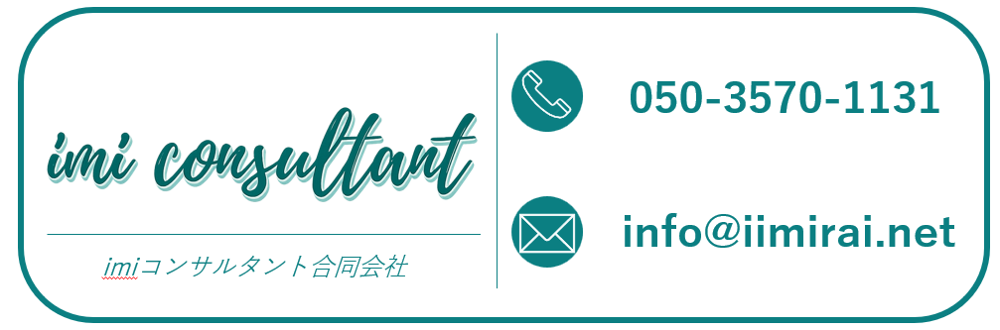 imi consultant
imiコンサルタント合同会社
050-3570-1131
info@iimirai.net